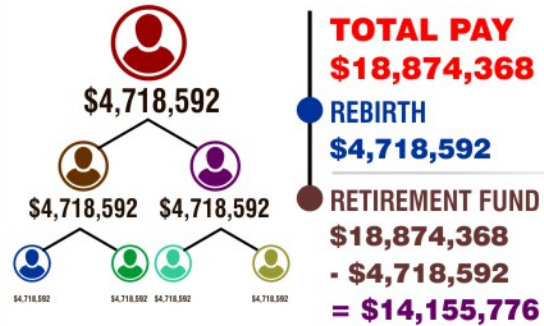 $4,718,592
$4,718,592 $4,718,592
$4,718,592 $4,718,592 $4,718,592 $4,718,592
TOTAL PAY
$18,874,368
REBIRTH
$4,718,592
RETIREMENT FUND
$18,874,368
- $4,718,592
= $14,155,776